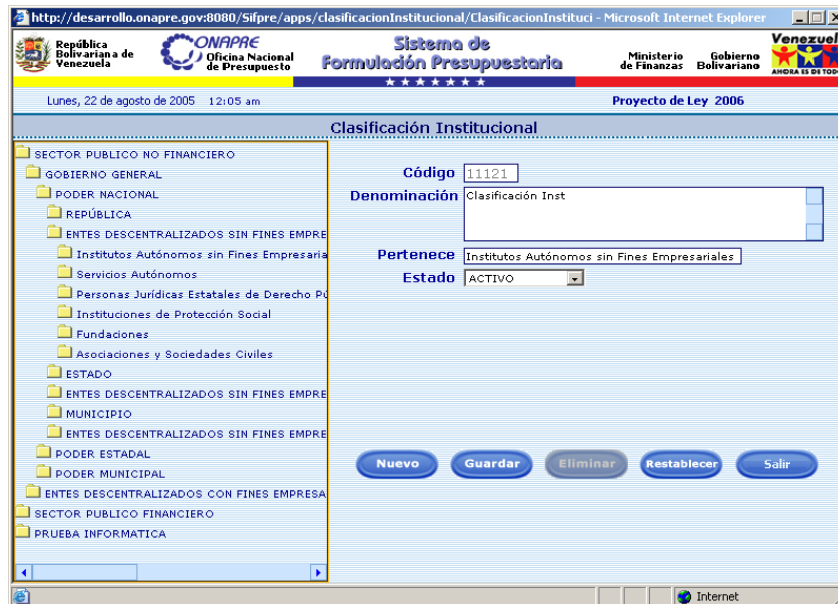 http://desarrollo.onapre.gov:8080/Sifpre/apps/clasificacionInstitucional/ClasificacionInstituci - Microsoft Internet Explorer
República
Bolivariana de
Venezuela
ONAPRE
Oficina Nacional
de Presupuesto
Sistema de
Formulación Presupuestaria
Ministerio
de Finanzas
Gobierno
Bolivariano
Venezuel
AHORA ES DE TODO
Lunes, 22 de agosto de 2005 12:05 am
Proyecto de Ley 2006
Clasificación Institucional
SECTOR PUBLICO NO FINANCIERO
GOBIERNO GENERAL
PODER NACIONAL
REPÚBLICA
ENTES DESCENTRALIZADOS SIN FINES EMPRE
Institutos Autónomos sin Fines Empresaria
Servicios Autónomos
Personas Jurídicas Estatales de Derecho Pú
Instituciones de Protección Social
Fundaciones
Asociaciones y Sociedades Civiles
ESTADO
ENTES DESCENTRALIZADOS SIN FINES EMPRE
MUNICIPIO
ENTES DESCENTRALIZADOS SIN FINES EMPRE
PODER ESTADAL
PODER MUNICIPAL
ENTES DESCENTRALIZADOS CON FINES EMPRESA
SECTOR PUBLICO FINANCIERO
PRUEBA INFORMATICA
Código 11121
Denominación Clasificación Inst
Pertenece Institutos Autónomos sin Fines Empresariales
Estado ACTIVO
Nuevo Guardar Eliminar Restablecer Salir
Internet